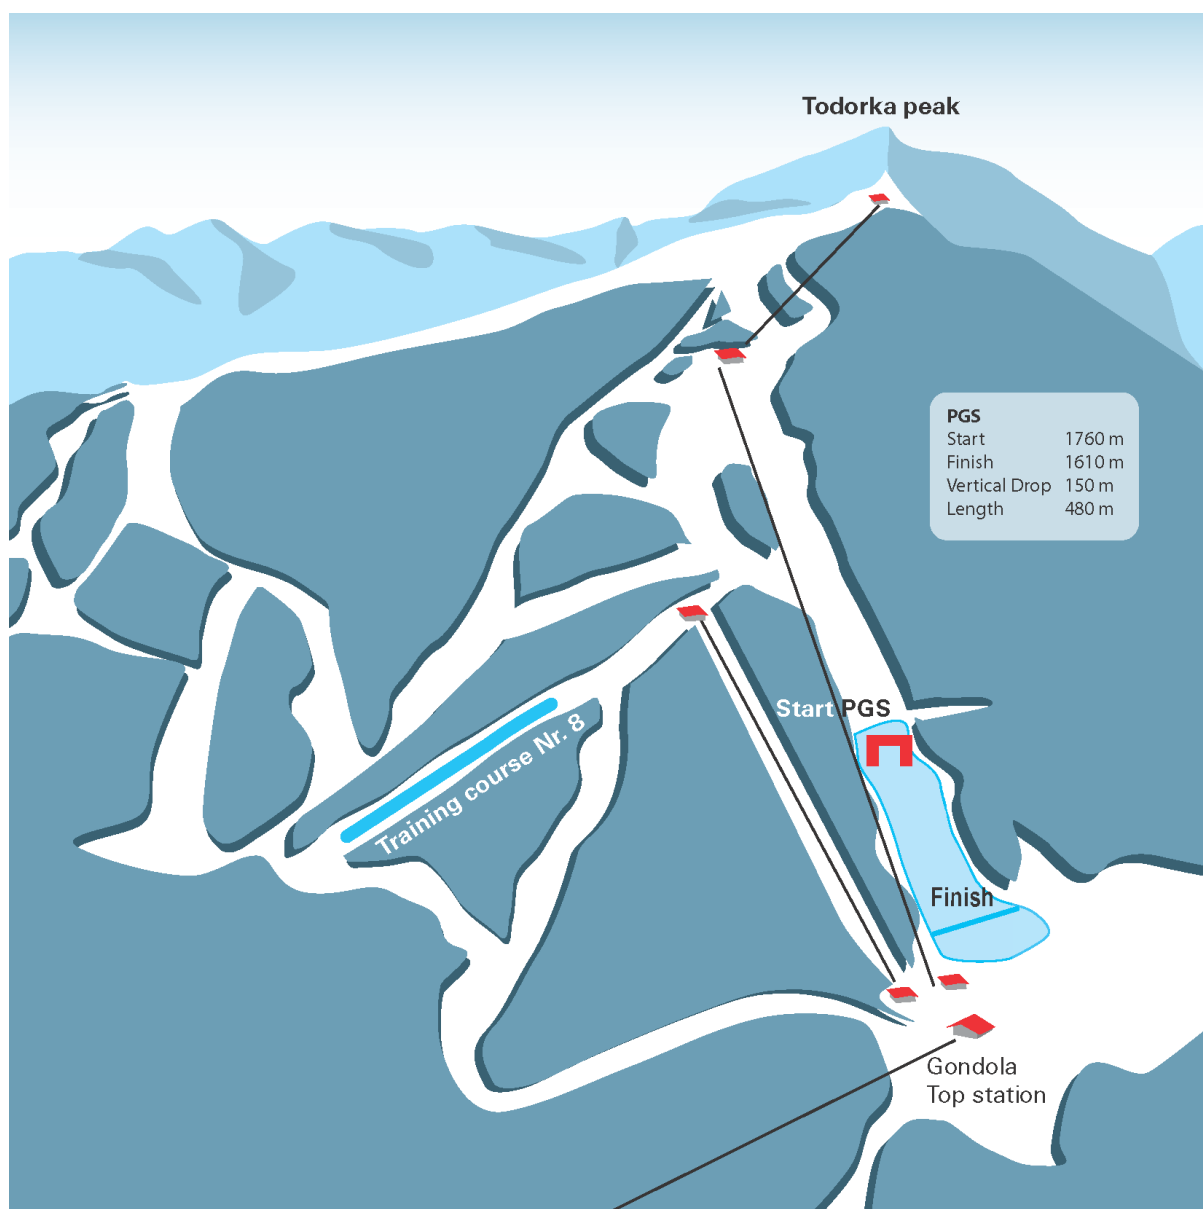 Todorka peak
PGS
Start 1760 m
Finish 1610 m
Vertical Drop 150 m
Length 480 m
Start PGS
Training course Nr. 8
Finish
Gondola
Top station